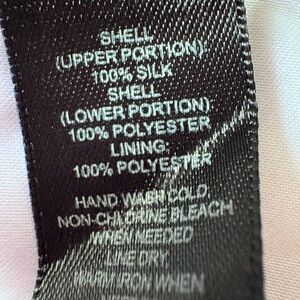 SHELL
(UPPER PORTION):
100% SILK
SHELL
(LOWER PORTION):
100% POLYESTER
LINING:
100% POLYESTER
HAND WASH COLD
NON-CHLORINE BLEACH
WHEN NEEDED
LINE DRY
WARM IRON WHEN